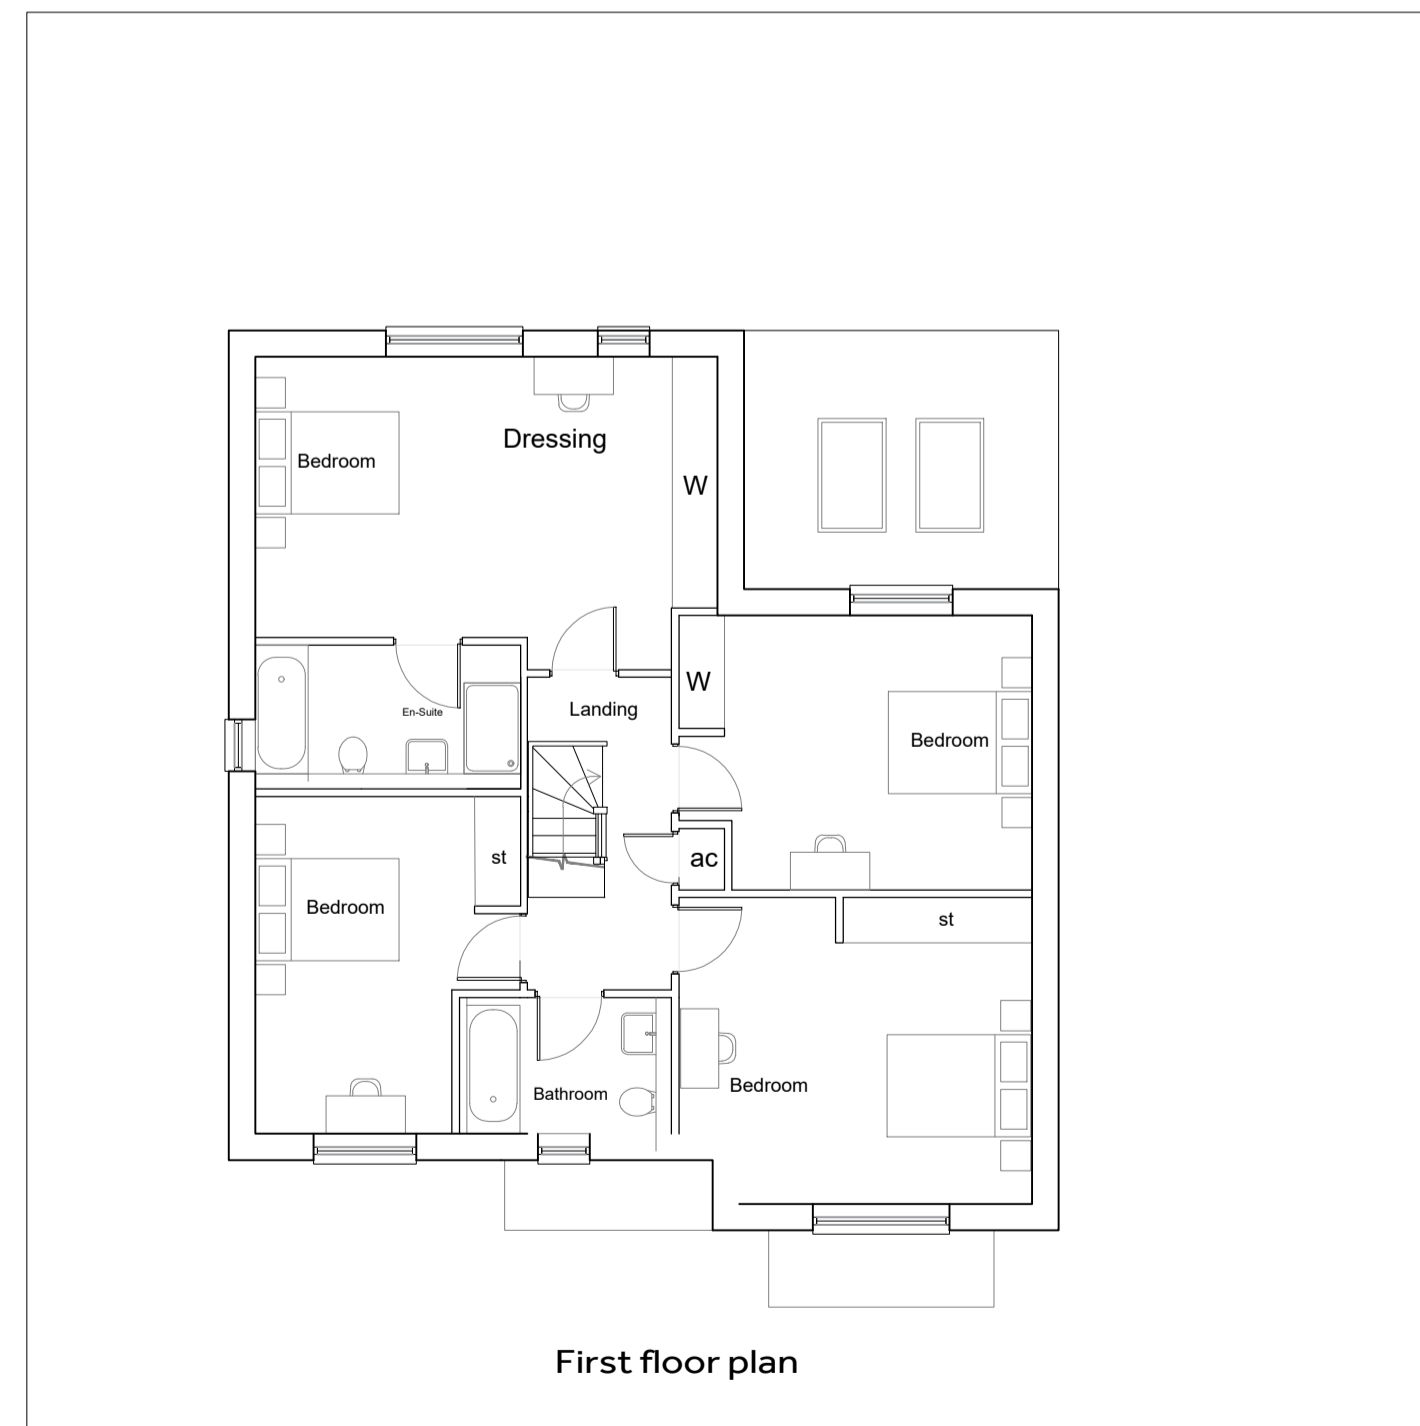 Dressing
Bedroom
W
W
En-Suite
Landing
Bedroom
st
ac
Bedroom
st
Bedroom
Bathroom
First floor plan